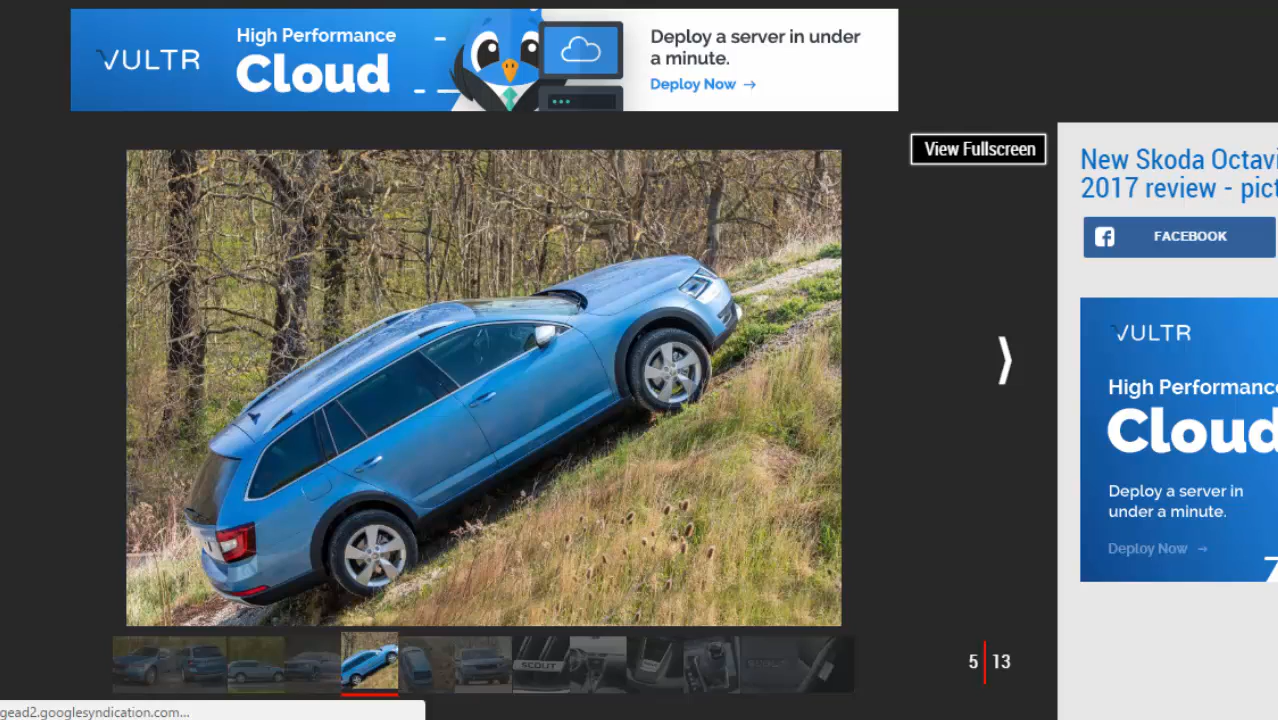 VULTR
High Performance
Cloud
Deploy a server in under
a minute.
Deploy Now →
View Fullscreen
New Skoda Octavi
2017 review - pict
FACEBOOK
VULTR
High Performance
Cloud
Deploy a server in
under a minute.
Deploy Now →
SCOUT
SCOUT
5 | 13
gead2.googlesyndication.com...